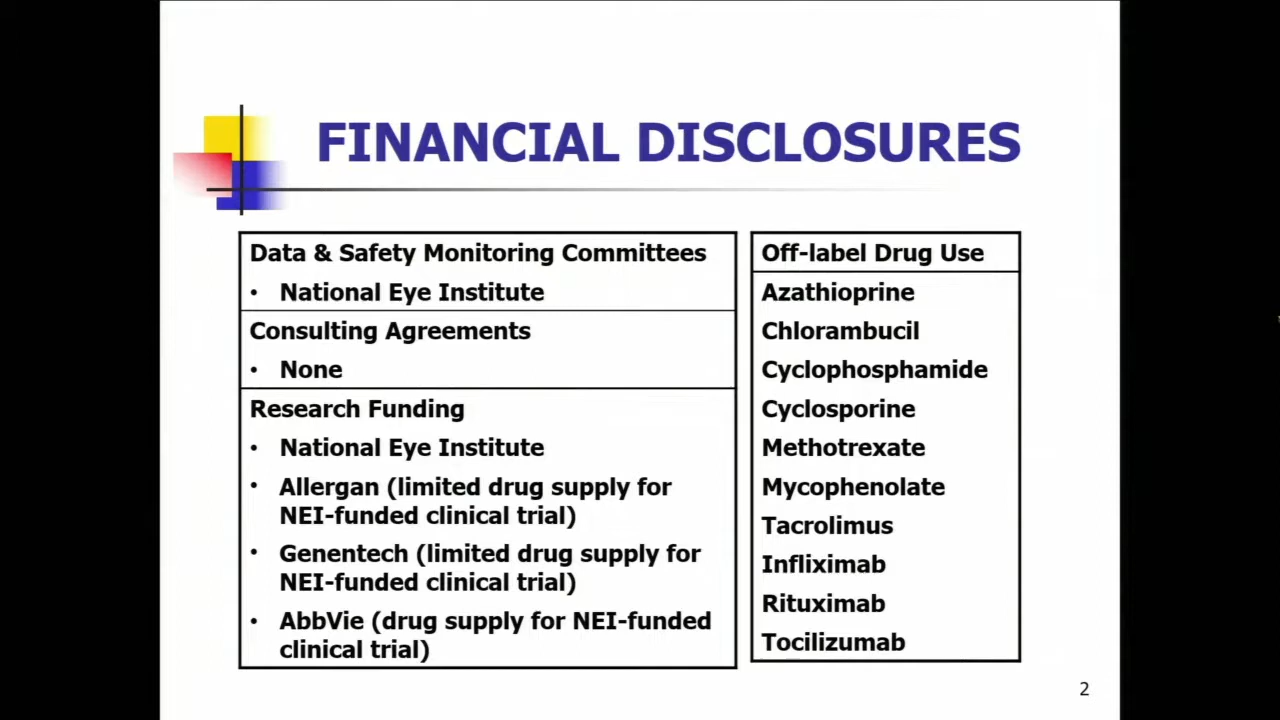 FINANCIAL DISCLOSURES
Data & Safety Monitoring Committees
• National Eye Institute
Consulting Agreements
• None
Research Funding
• National Eye Institute
• Allergan (limited drug supply for
NEI-funded clinical trial)
• Genentech (limited drug supply for
NEI-funded clinical trial)
• AbbVie (drug supply for NEI-funded
clinical trial)
Off-label Drug Use
Azathioprine
Chlorambucil
Cyclophosphamide
Cyclosporine
Methotrexate
Mycophenolate
Tacrolimus
Infliximab
Rituximab
Tocilizumab
2